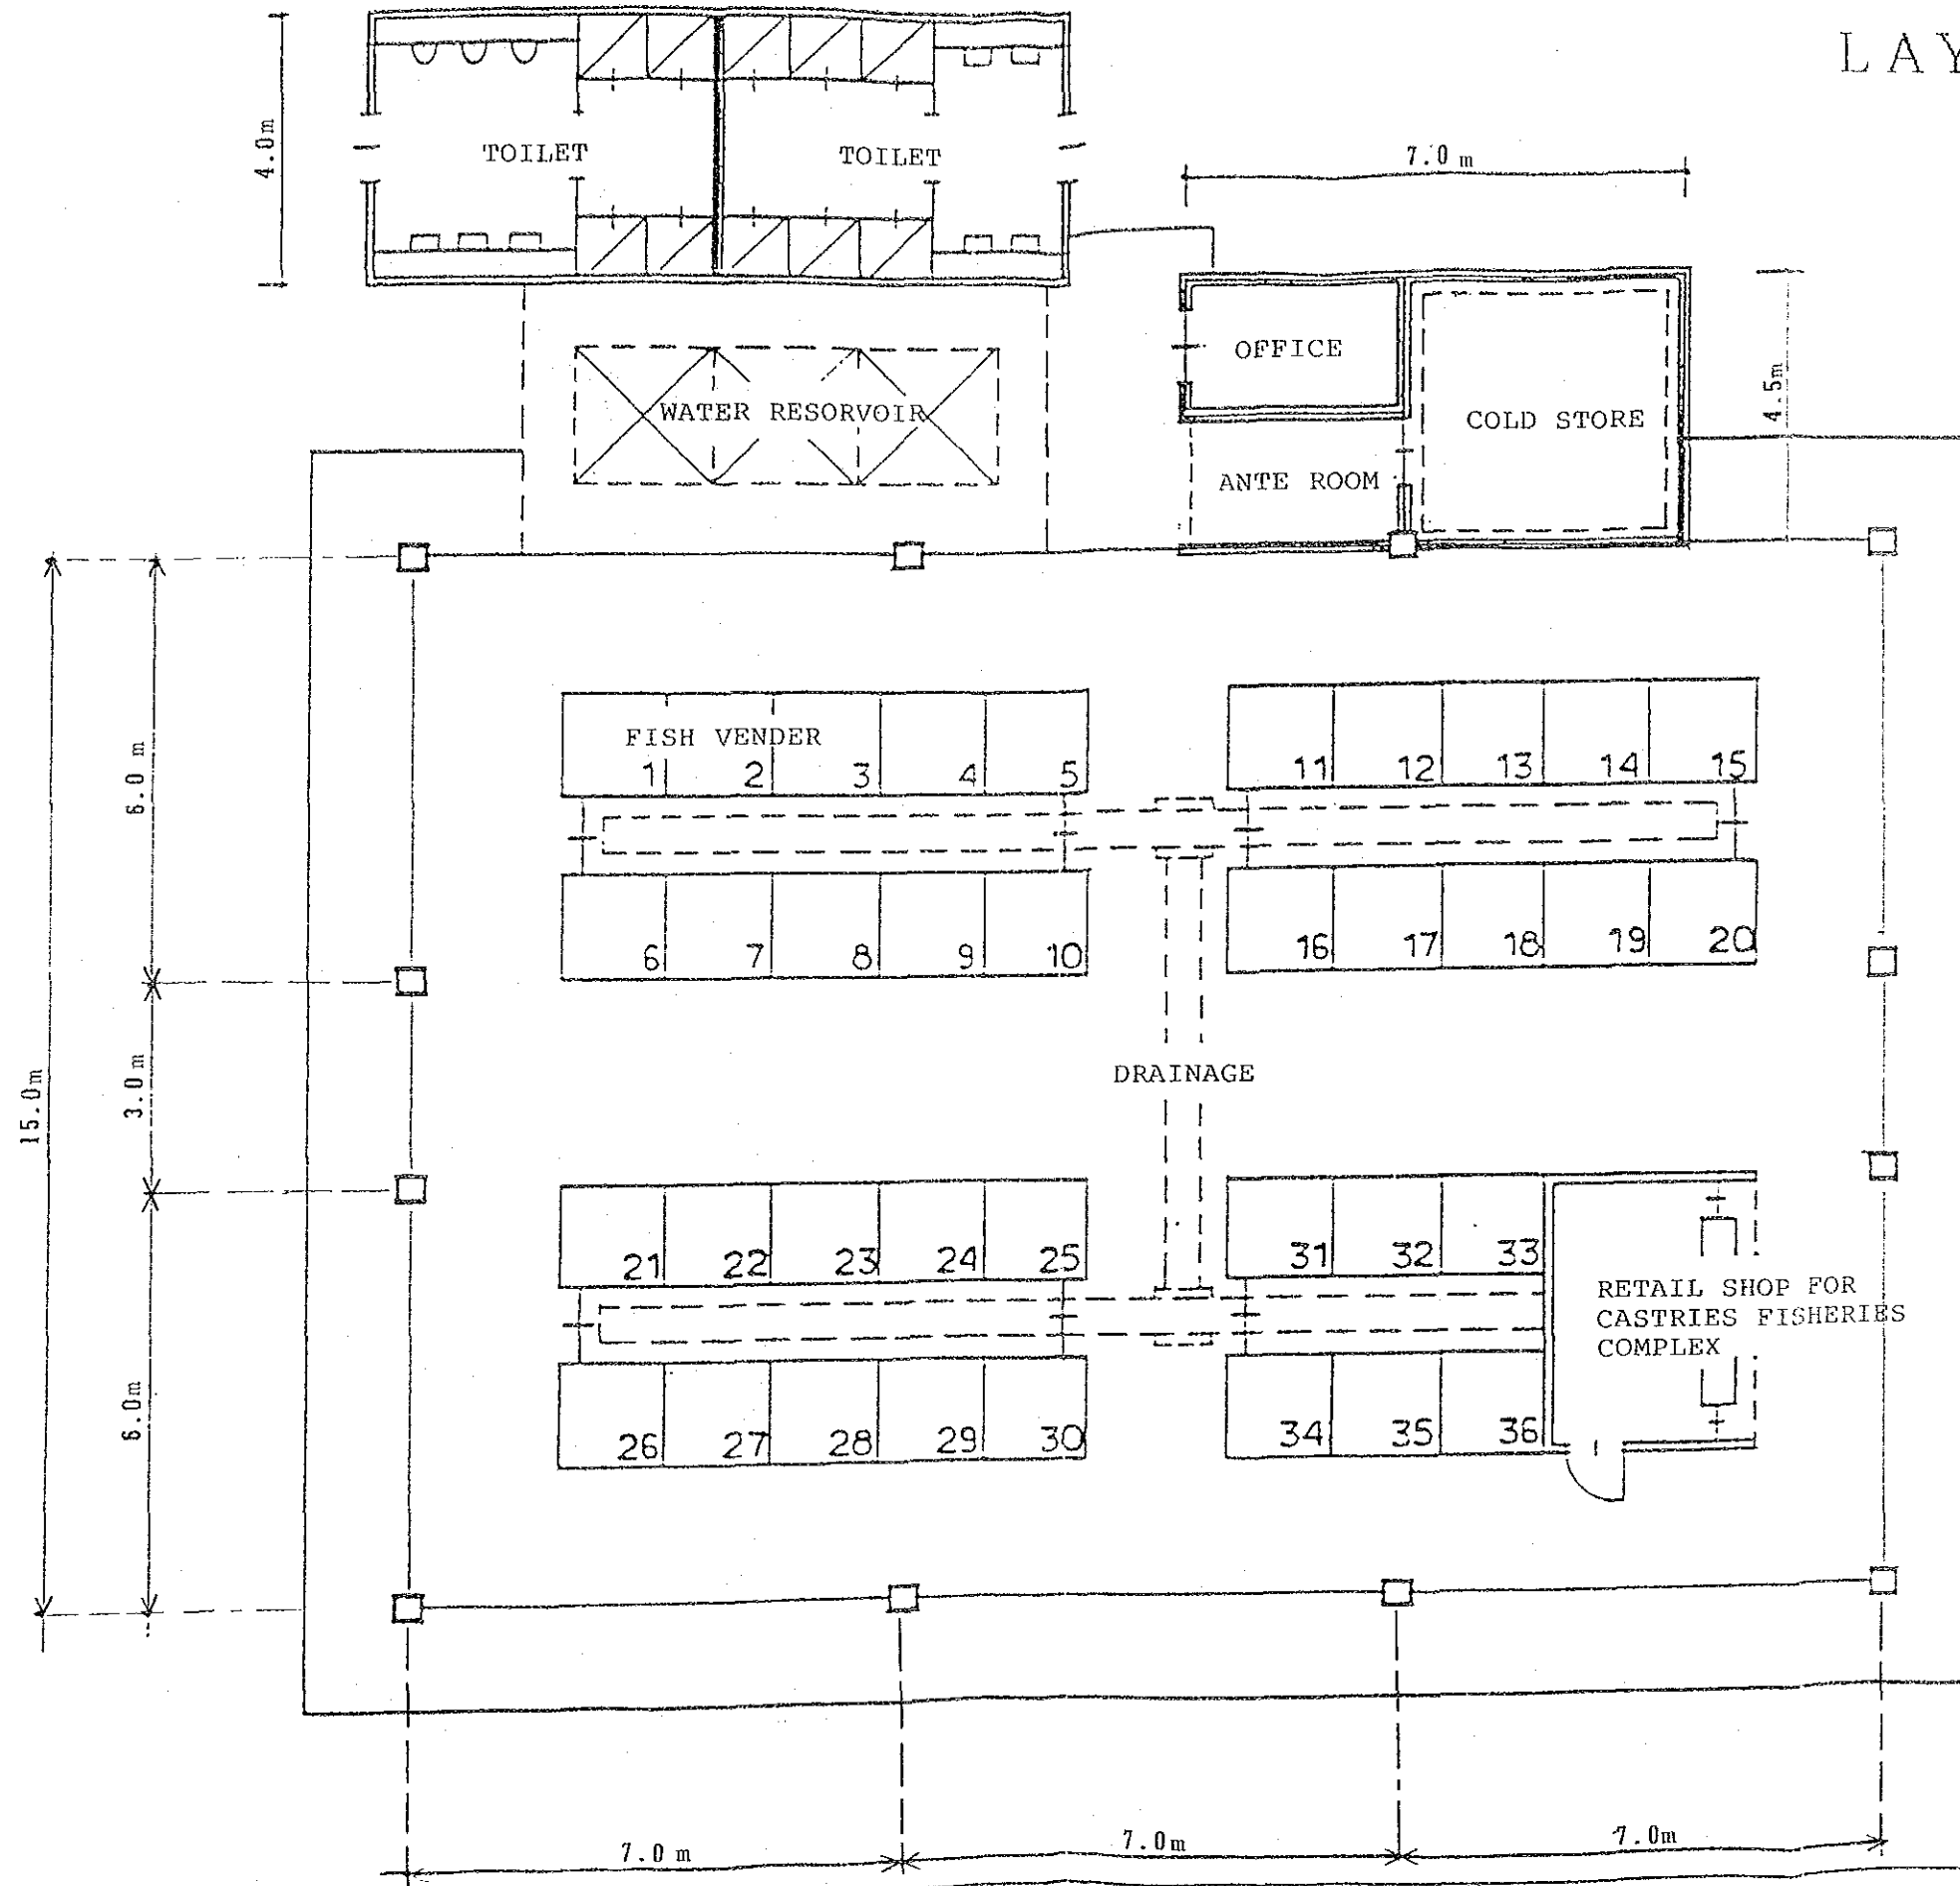 LAY
4.0m
TOILET
TOILET
7.0 m
OFFICE
WATER RESORVOIR
COLD STORE
4.5m
ANTE ROOM
FISH VENDER
1 2 3 4 5
11 12 13 14 15
6.0 m
6 7 8 9 10
16 17 18 19 20
15.0m
3.0 m
DRAINAGE
21 22 23 24 25
31 32 33
RETAIL SHOP FOR
CASTRIES FISHERIES
COMPLEX
6.0m
26 27 28 29 30
34 35 36
7.0 m
7.0m
7.0m